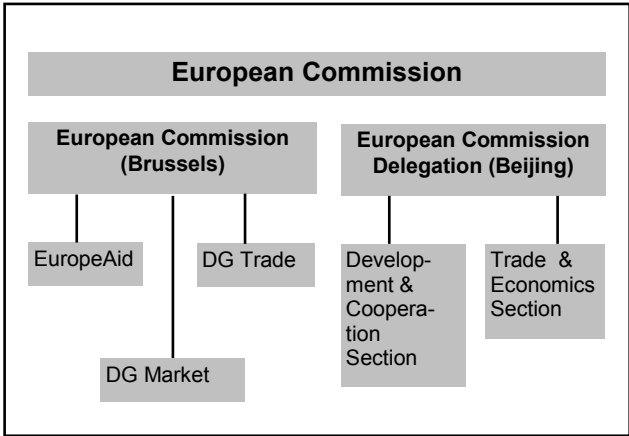 European Commission
European Commission
(Brussels)
European Commission
Delegation (Beijing)
EuropeAid
DG Trade
DG Market
Develop-
ment &
Coopera-
tion
Section
Trade &
Economics
Section